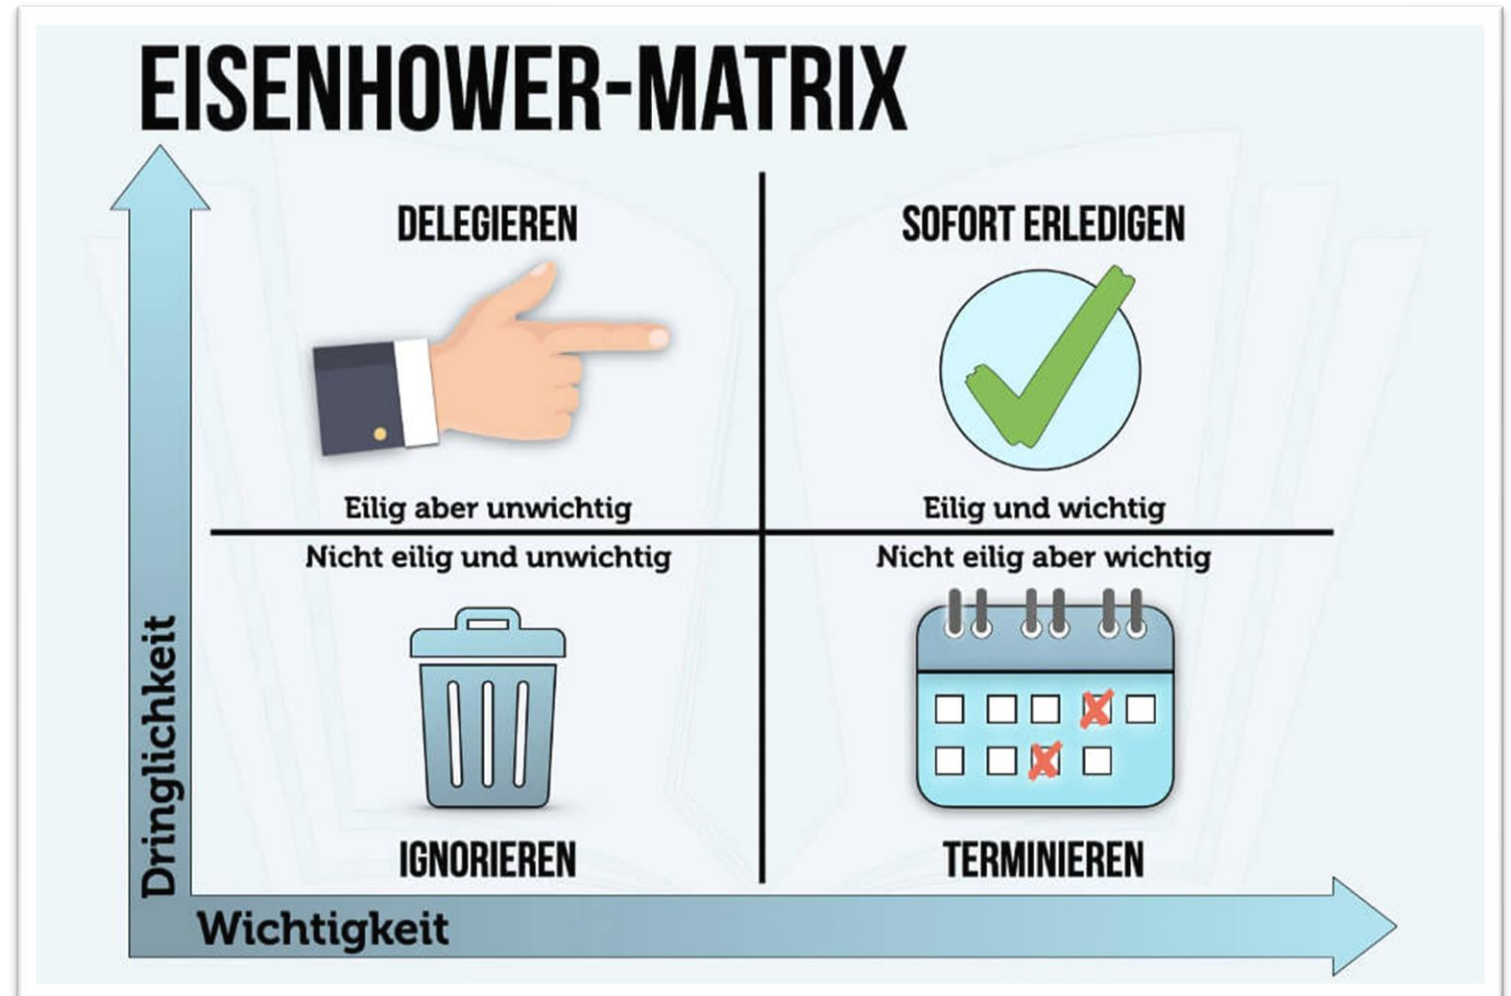 EISENHOWER-MATRIX
DELEGIEREN
Eilig aber unwichtig
SOFORT ERLEDIGEN
Eilig und wichtig
Nicht eilig und unwichtig
IGNORIEREN
Nicht eilig aber wichtig
TERMINIEREN
Dringlichkeit
Wichtigkeit